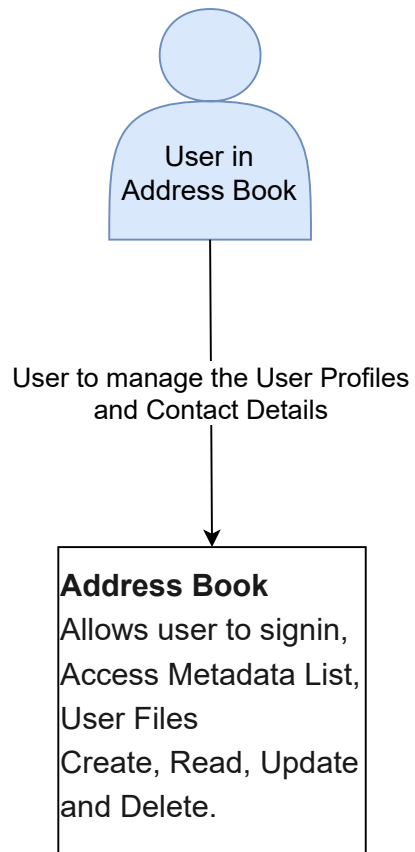 User in
Address Book
User to manage the User Profiles
and Contact Details
Address Book
Allows user to signin,
Access Metadata List,
User Files
Create, Read, Update
and Delete.